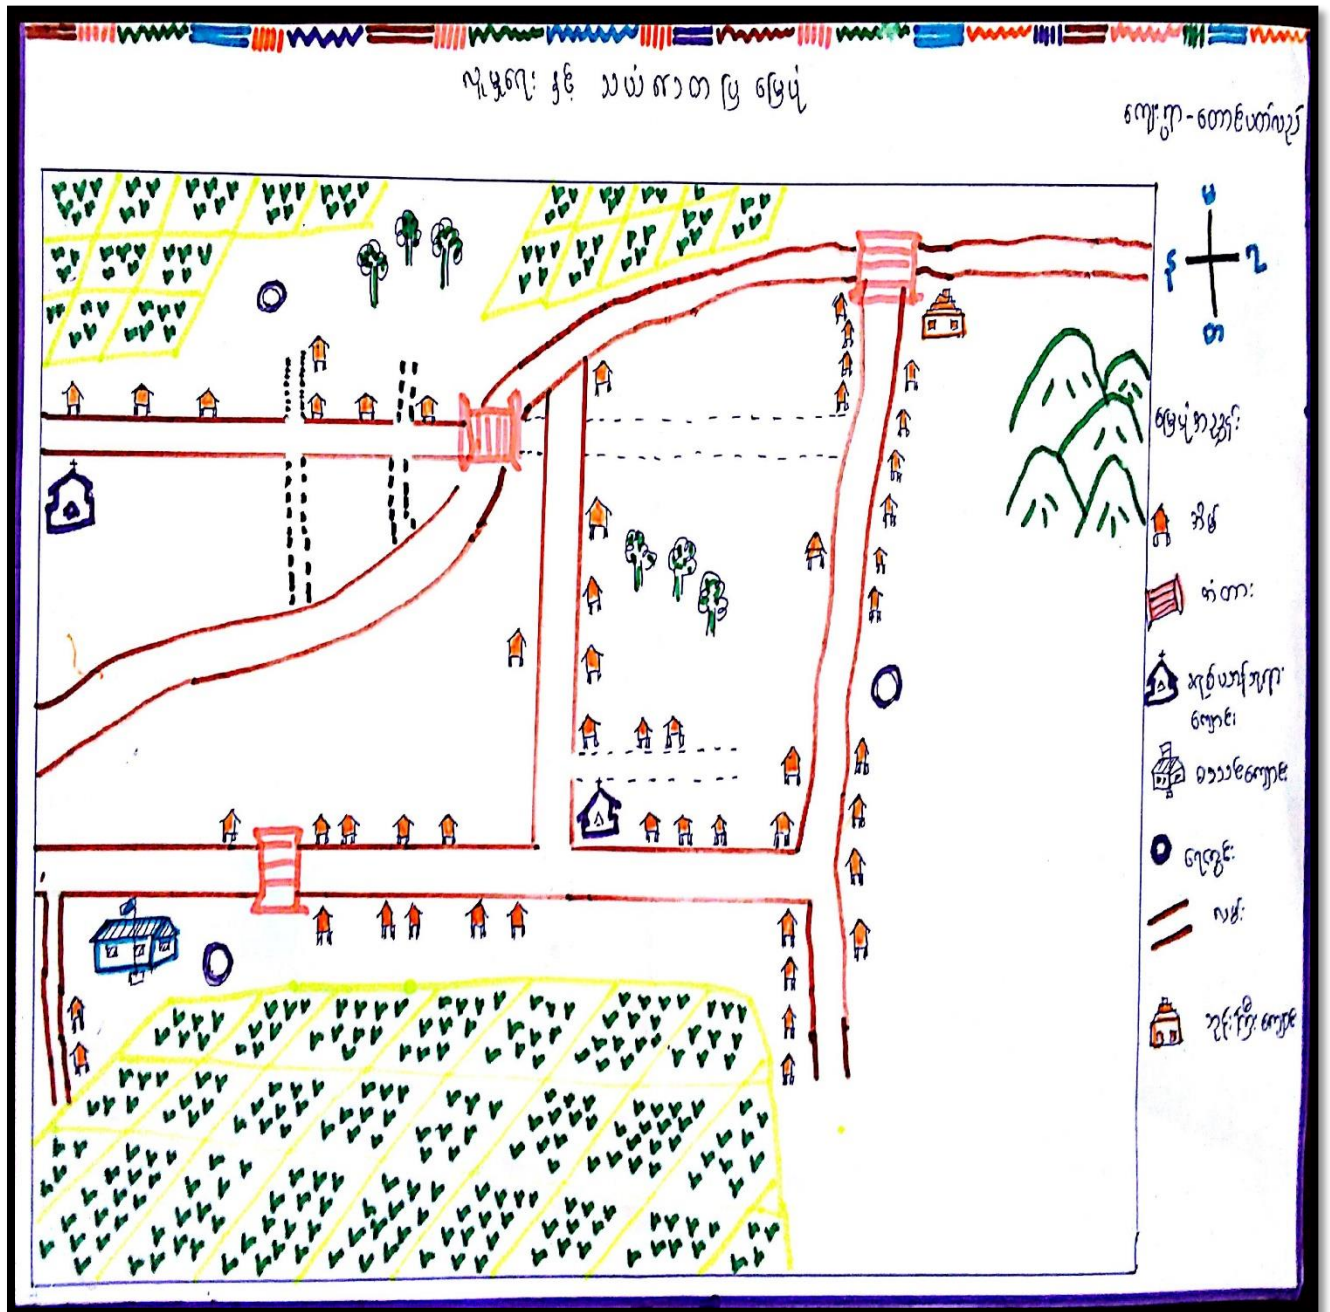 လူမှုရေး နှင့် သယံဇာတ ပြ မြေပုံ
ကျေးရွာ - တောင်ပတ်လည်
မ
န
လ
တ
မြေပုံအညွှန်း
အိမ်
တံတား
ခရစ်ယာန်ဘုရား
ကျောင်း
စာသင်ကျောင်း
ရေတွင်း
လမ်း
ဘုန်းကြီးကျောင်း